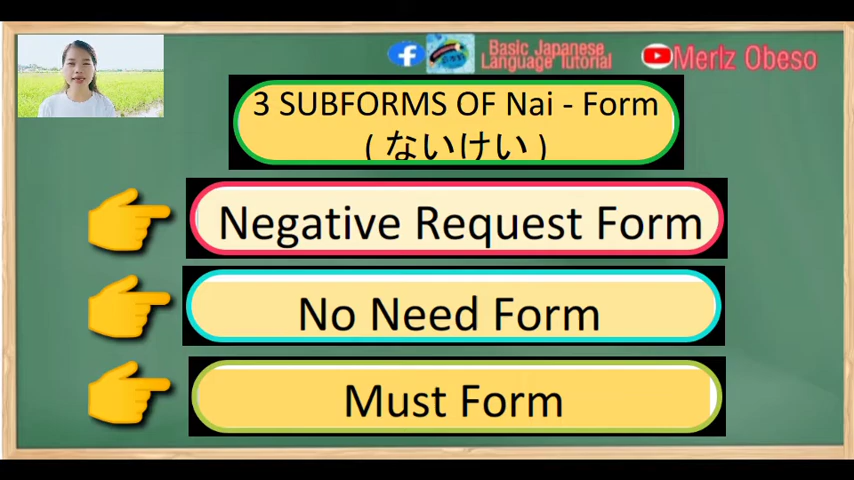 Basic Japanese
Language Tutorial
Merlz Obeso
3 SUBFORMS OF Nai - Form
( ないけい )
Negative Request Form
No Need Form
Must Form